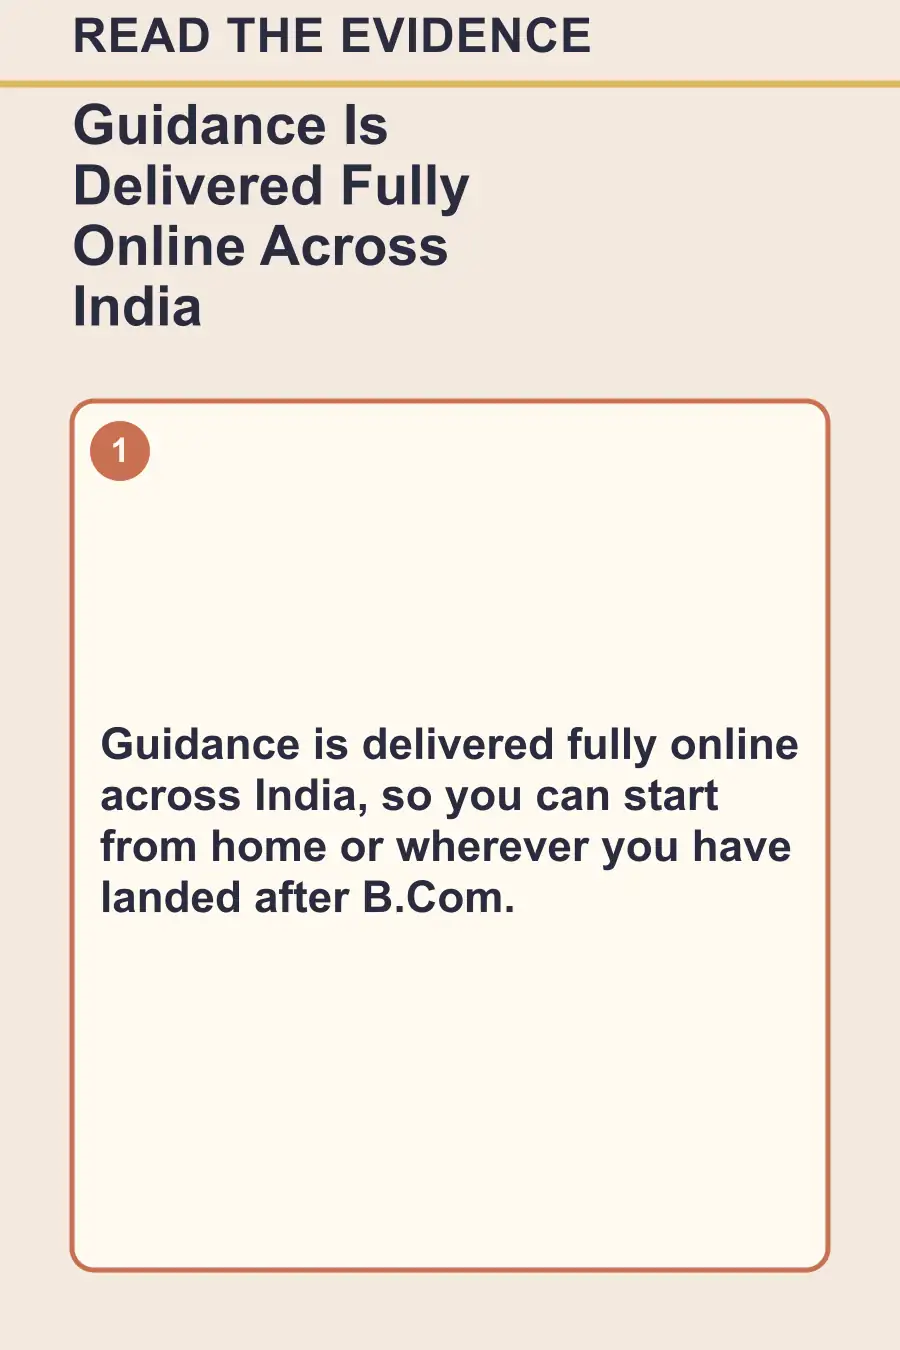 READ THE EVIDENCE
Guidance Is
Delivered Fully
Online Across
India
1
Guidance is delivered fully online
across India, so you can start
from home or wherever you have
landed after B.Com.